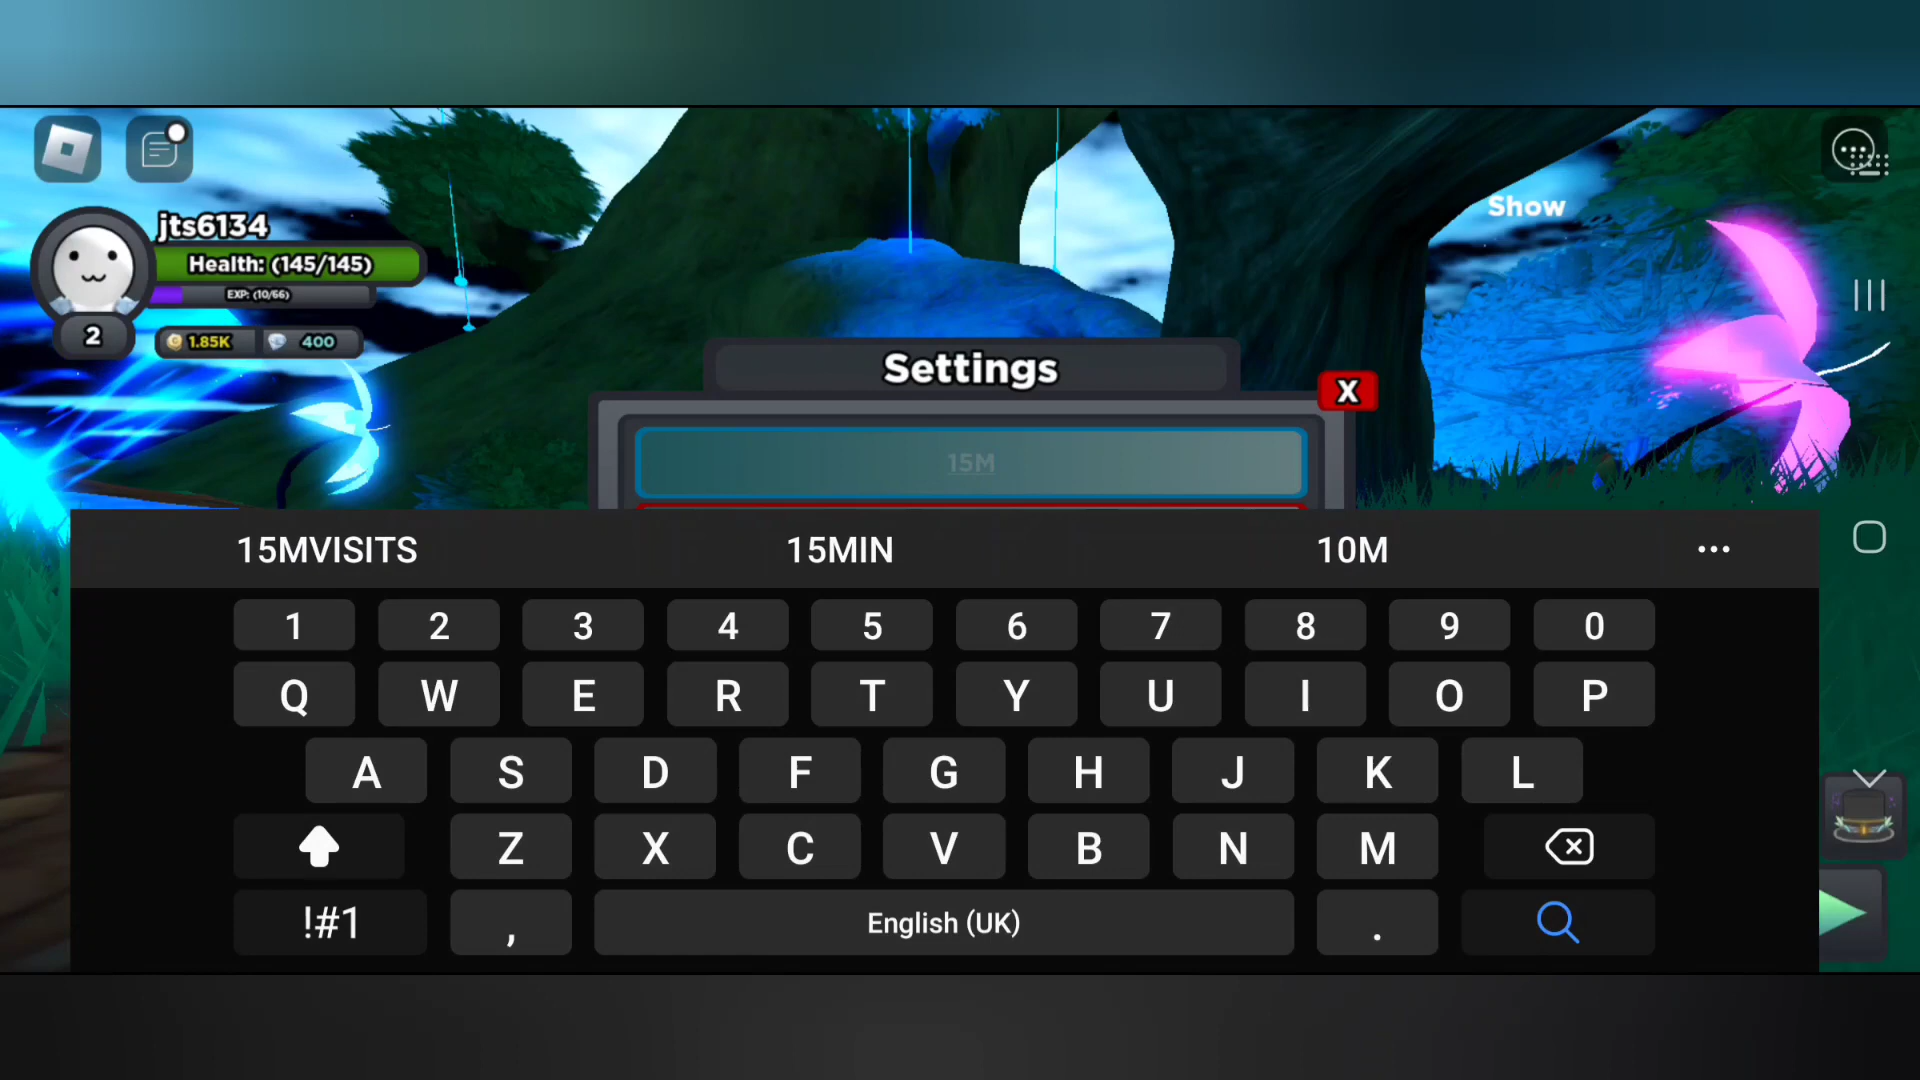 jts6134
Health: (145/145)
EXP: (10/66)
2
1.85K
400
Show
Settings
X
15M
15MVISITS
15MIN
10M
1 2 3 4 5 6 7 8 9 0
Q W E R T Y U I O P
A S D F G H J K L
Z X C V B N M
!#1 , English (UK) .